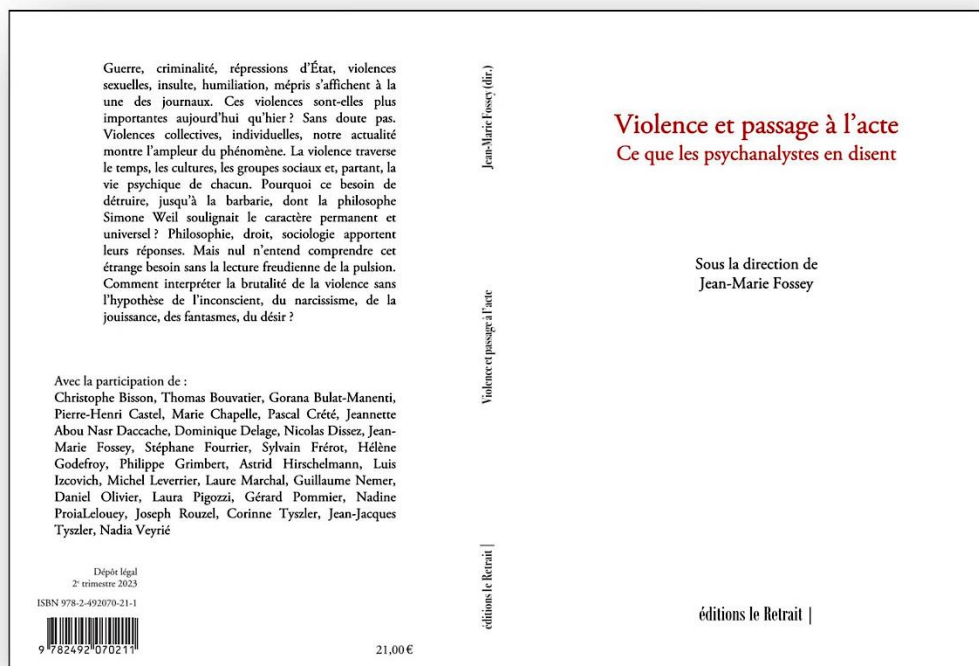 Guerre, criminalité, répressions d'État, violences
sexuelles, insulte, humiliation, mépris s'affichent à la
une des journaux. Ces violences sont-elles plus
importantes aujourd'hui qu'hier ? Sans doute pas.
Violences collectives, individuelles, notre actualité
montre l'ampleur du phénomène. La violence traverse
le temps, les cultures, les groupes sociaux et, partant, la
vie psychique de chacun. Pourquoi ce besoin de
détruire, jusqu'à la barbarie, dont la philosophe
Simone Weil soulignait le caractère permanent et
universel ? Philosophie, droit, sociologie apportent
leurs réponses. Mais nul n'entend comprendre cet
étrange besoin sans la lecture freudienne de la pulsion.
Comment interpréter la brutalité de la violence sans
l'hypothèse de l'inconscient, du narcissisme, de la
jouissance, des fantasmes, du désir ?
Avec la participation de :
Christophe Bisson, Thomas Bouvatier, Gorana Bulat-Manenti,
Pierre-Henri Castel, Marie Chapelle, Pascal Crété, Jeannette
Abou Nasr Daccache, Dominique Delage, Nicolas Dissez, Jean-
Marie Fossey, Stéphane Fourrier, Sylvain Frérot, Hélène
Godefroy, Philippe Grimbert, Astrid Hirschelmann, Luis
Izcovich, Michel Leverrier, Laure Marchal, Guillaume Nemer,
Daniel Olivier, Laura Pigozzi, Gérard Pommier, Nadine
ProiaLelouey, Joseph Rouzel, Corinne Tyszler, Jean-Jacques
Tyszler, Nadia Veyrié
Dépôt légal
2e trimestre 2023
ISBN 978-2-492070-21-1
9 782492 070211
21,00 €
Jean-Marie Fossey (dir.)
Violence et passage à l'acte
éditions le Retrait |
Violence et passage à l'acte
Ce que les psychanalystes en disent
Sous la direction de
Jean-Marie Fossey
éditions le Retrait |